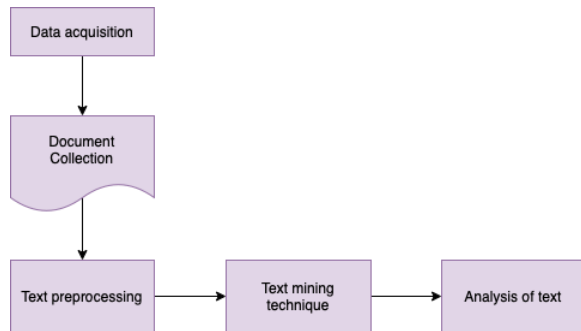 Data acquisition
Document
Collection
Text preprocessing
Text mining
technique
Analysis of text